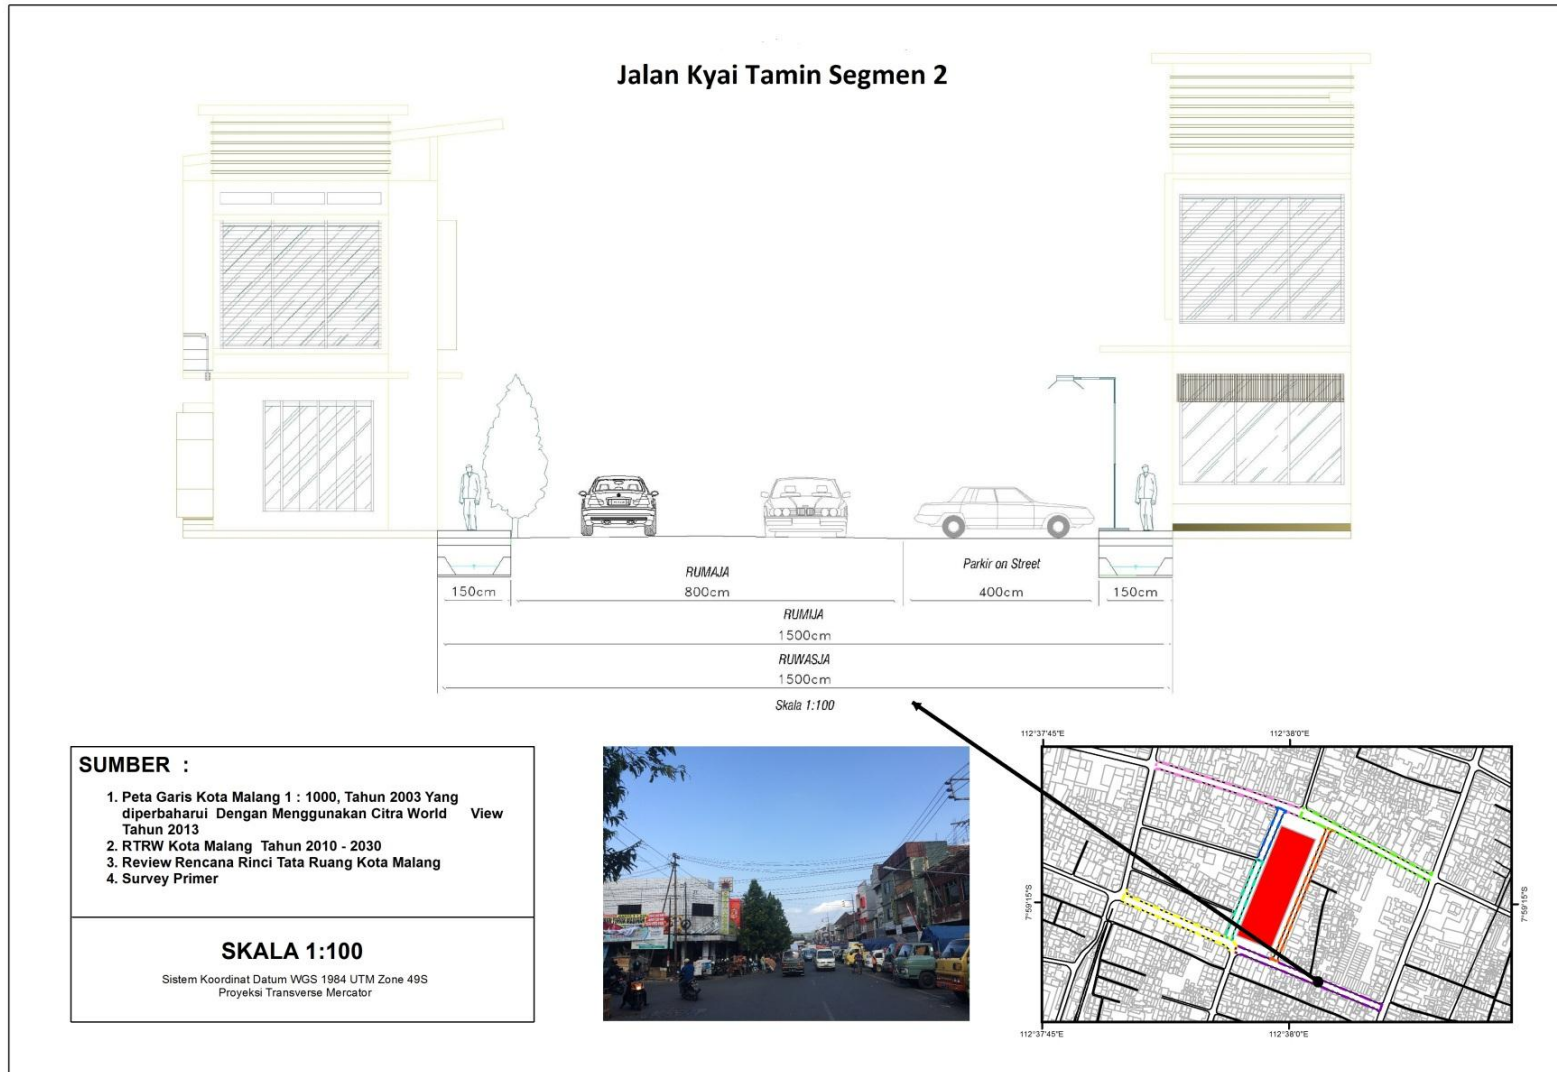 Jalan Kyai Tamin Segmen 2
Parkir on Street
RUMAJA
150cm
800cm
400cm
150cm
RUMIJA
1500cm
RUWASJA
1500cm
Skala 1:100
SUMBER :
1. Peta Garis Kota Malang 1 : 1000, Tahun 2003 Yang
diperbaharui Dengan Menggunakan Citra World View
Tahun 2013
2. RTRW Kota Malang Tahun 2010 - 2030
3. Review Rencana Rinci Tata Ruang Kota Malang
4. Survey Primer
SKALA 1:100
Sistem Koordinat Datum WGS 1984 UTM Zone 49S
Proyeksi Transverse Mercator
112°37'45"E
112°38'0"E
7°59'15"S
7°59'15"S
112°37'45"E
112°38'0"E